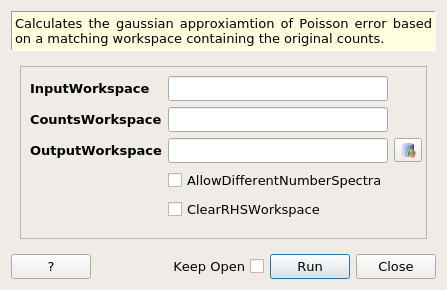 Calculates the gaussian approxiamtion of Poisson error based
on a matching workspace containing the original counts.
InputWorkspace
CountsWorkspace
OutputWorkspace
AllowDifferentNumberSpectra
ClearRHSWorkspace
? Keep Open Run Close